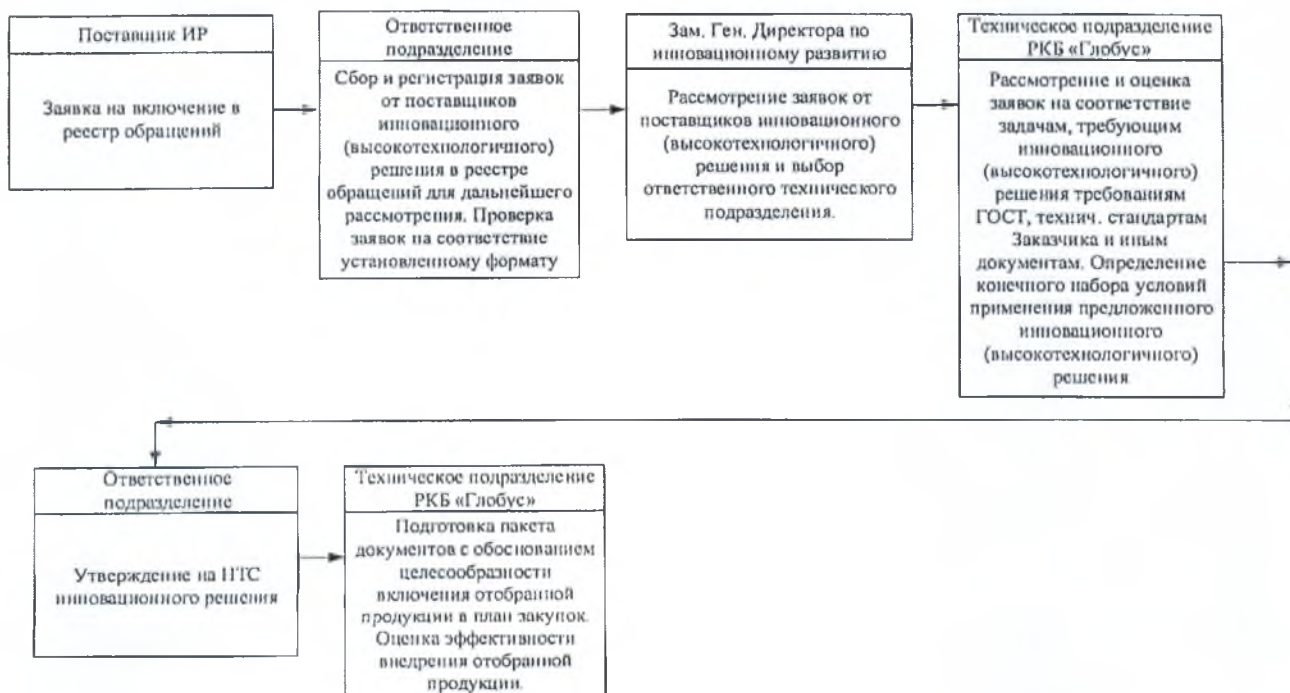 Поставщик ИР
Заявка на включение в
реестр обращений
Ответственное
подразделение
Сбор и регистрация заявок
от поставщиков
инновационного
(высокотехнологичного)
решения в реестре
обращений для дальнейшего
рассмотрения. Проверка
заявок на соответствие
установленному формату
Зам. Ген. Директора по
инновационному развитию
Рассмотрение заявок от
поставщиков инновационного
(высокотехнологичного)
решения и выбор
ответственного технического
подразделения.
Техническое подразделение
РКБ «Глобус»
Рассмотрение и оценка
заявок на соответствие
задачам, требующим
инновационного
(высокотехнологичного)
решения требованиям
ГОСТ, технич. стандартам
Заказчика и иным
документам. Определение
конечного набора условий
применения предложенного
инновационного
(высокотехнологичного)
решения
Ответственное
подразделение
Утверждение на НТС
инновационного решения
Техническое подразделение
РКБ «Глобус»
Подготовка пакета
документов с обоснованием
целесообразности
включения отобранной
продукции в план закупок.
Оценка эффективности
внедрения отобранной
продукции.